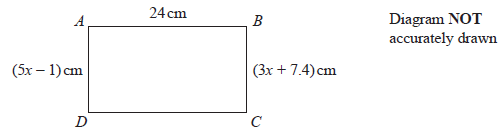 24 cm
A B
Diagram NOT
accurately drawn
(5x – 1) cm (3x + 7.4) cm
D C